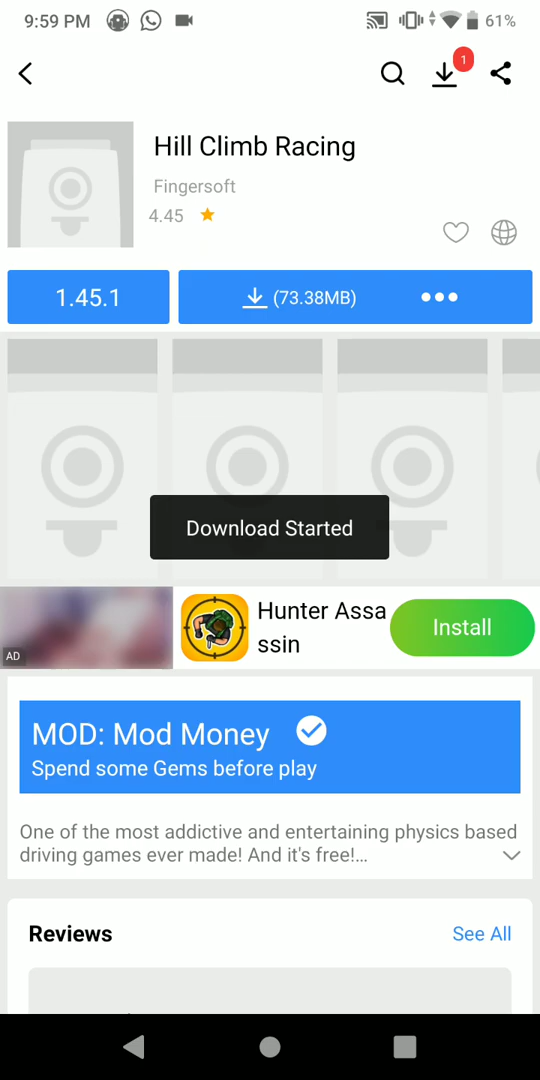 9:59 PM
61%
1
Hill Climb Racing
Fingersoft
4.45
1.45.1
(73.38MB)
Download Started
AD
Hunter Assa
ssin
Install
MOD: Mod Money
Spend some Gems before play
One of the most addictive and entertaining physics based
driving games ever made! And it's free!...
Reviews
See All